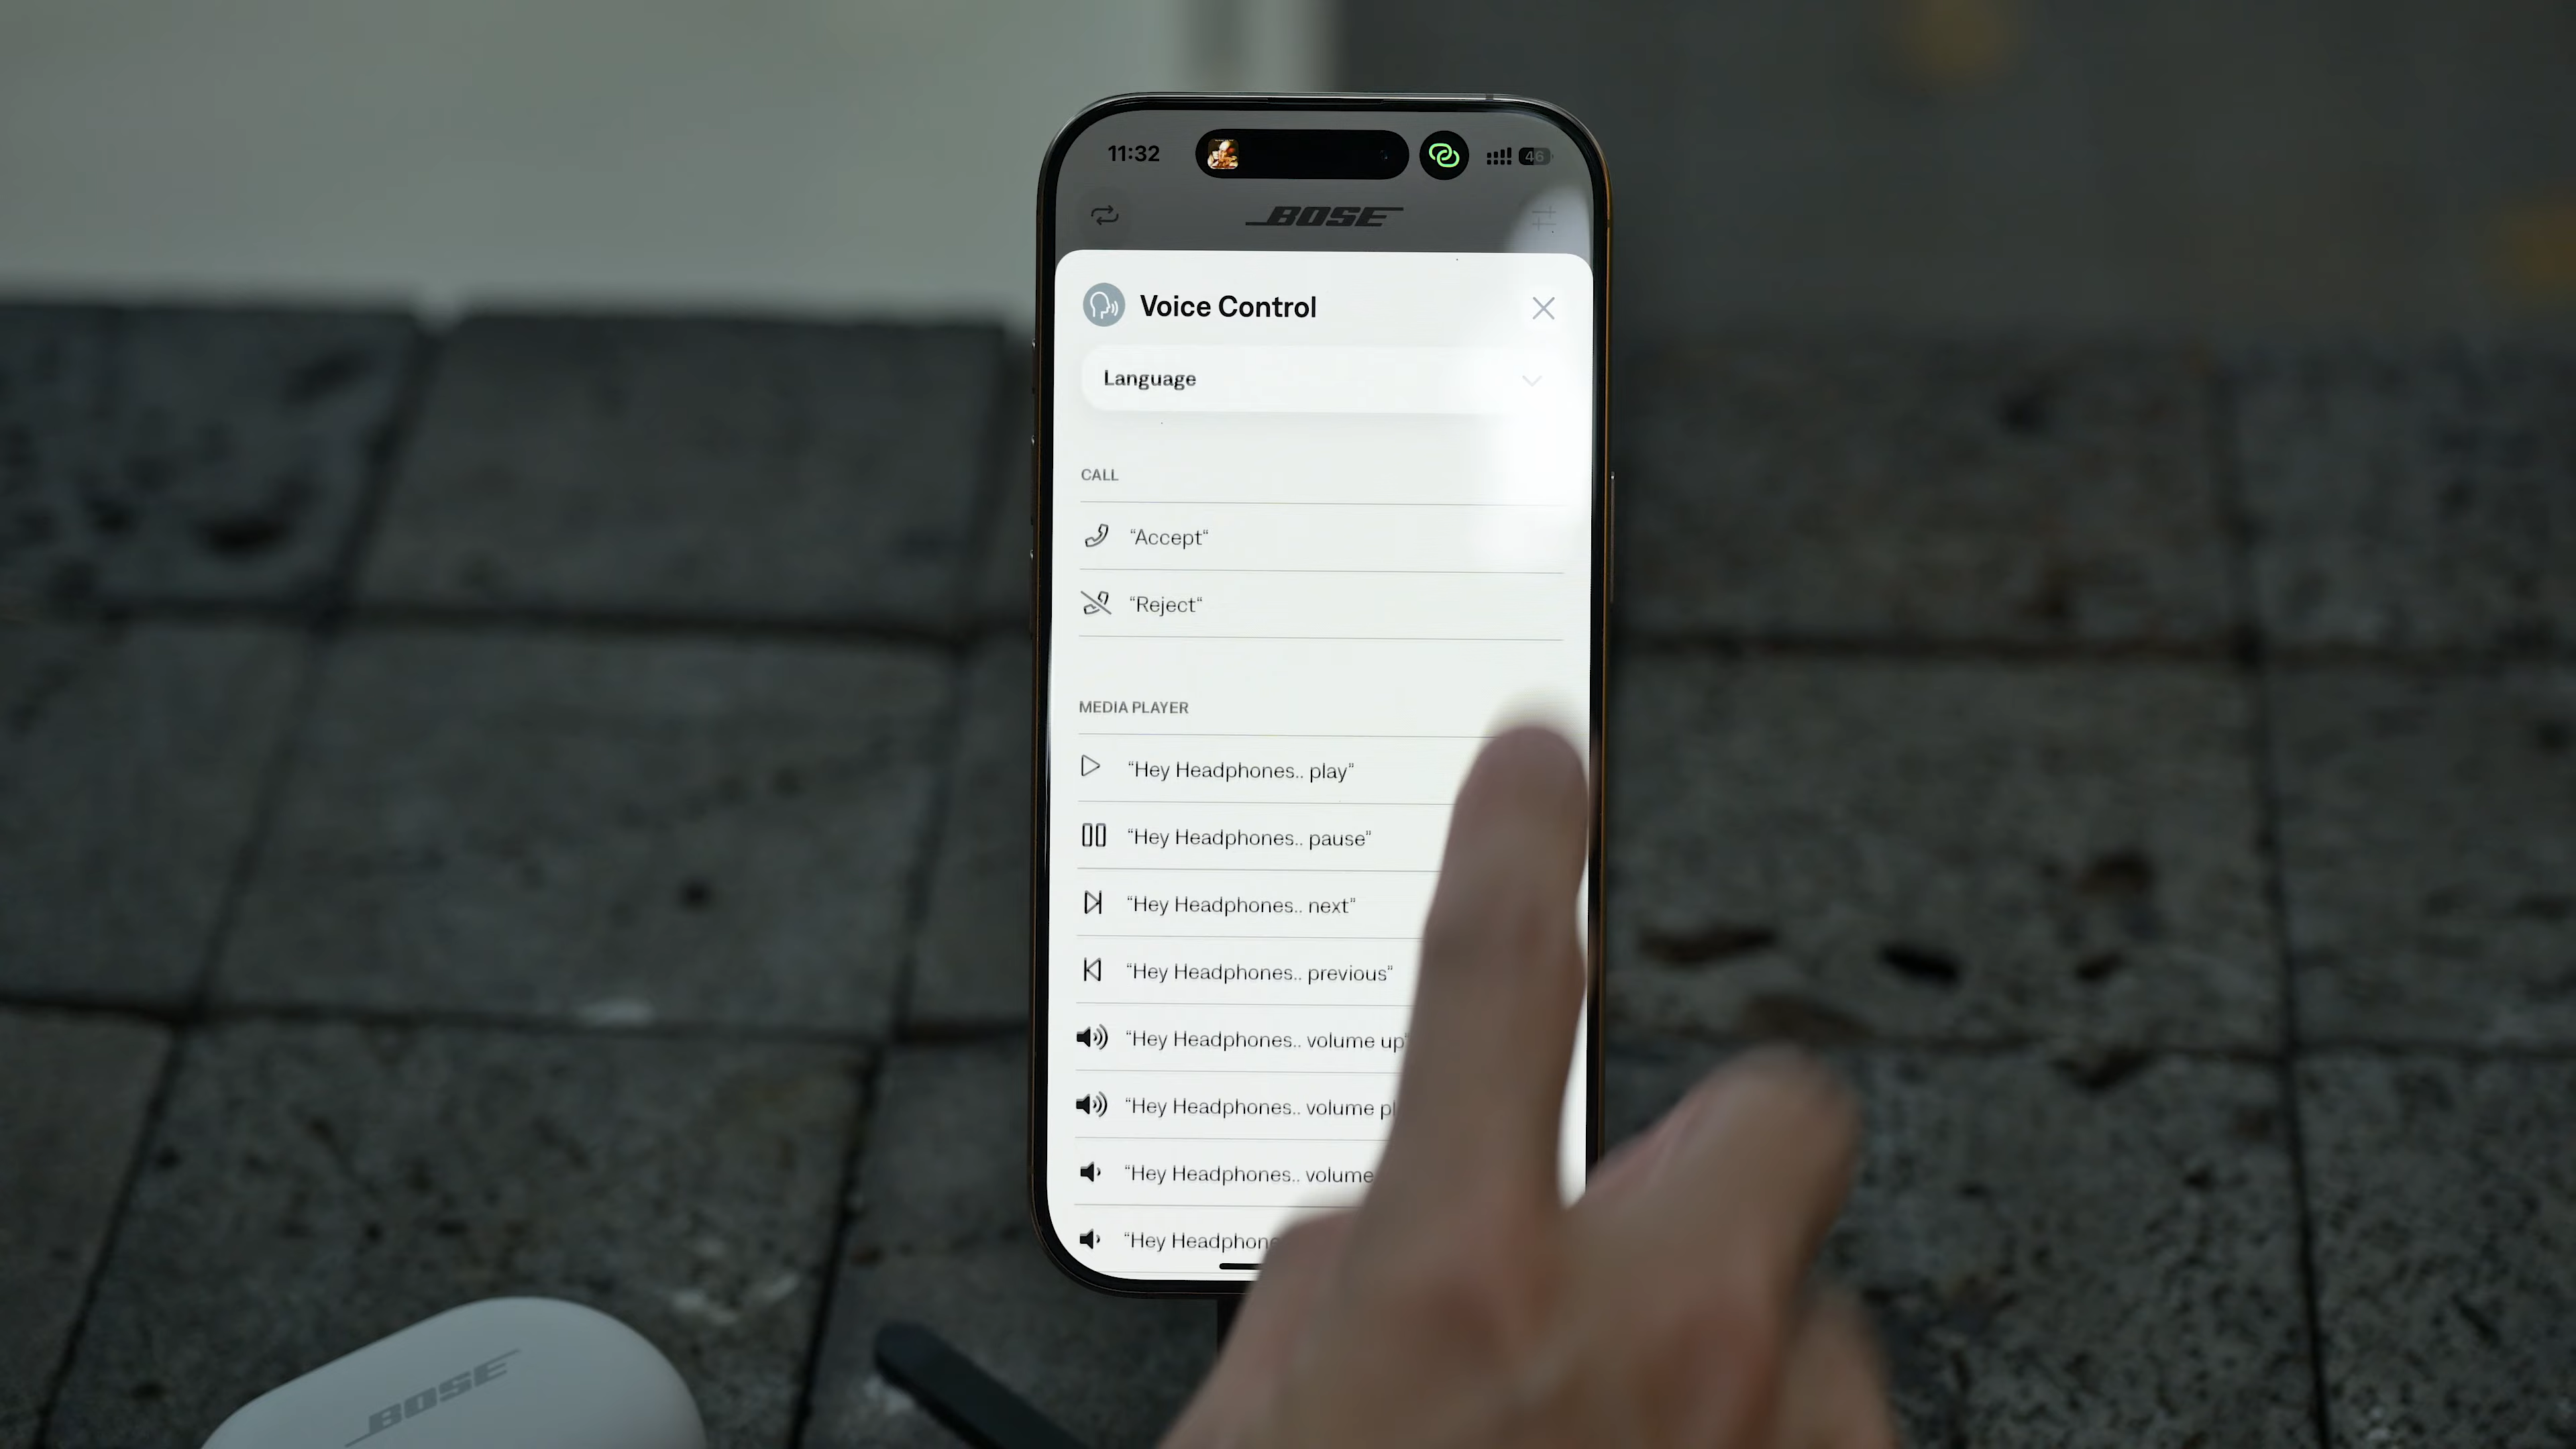 11:32
46
BOSE
Voice Control
Language
CALL
“Accept“
“Reject“
MEDIA PLAYER
“Hey Headphones.. play”
“Hey Headphones.. pause”
“Hey Headphones.. next”
“Hey Headphones.. previous”
“Hey Headphones.. volume up”
“Hey Headphones.. volume
“Hey Headphones.. volume
“Hey
BOSE